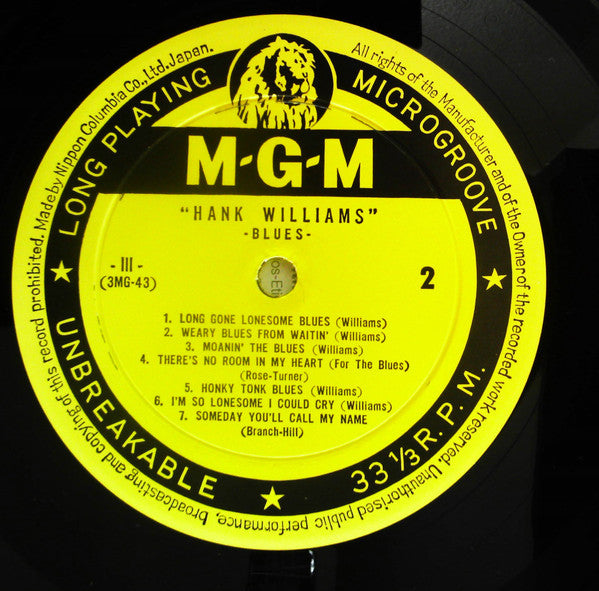 LONG PLAYING
MICROGROOVE
M-G-M
"HANK WILLIAMS"
-BLUES-
- III -
(3MG-43)
2
os-Eti
1. LONG GONE LONESOME BLUES (Williams)
2. WEARY BLUES FROM WAITIN' (Williams)
3. MOANIN' THE BLUES (Williams)
4. THERE'S NO ROOM IN MY HEART (For The Blues)
(Rose-Turner)
5. HONKY TONK BLUES (Williams)
6. I'M SO LONESOME I COULD CRY (Williams)
7. SOMEDAY YOU'LL CALL MY NAME
(Branch-Hill)
UNBREAKABLE
33 1/3 R. P. M.
All rights of the Manufacturer and of the Owner of the recorded work reserved. Unauthorised public performance, broadcasting and copying of this record prohibited. Made by Nippon Columbia Co., Ltd. Japan.